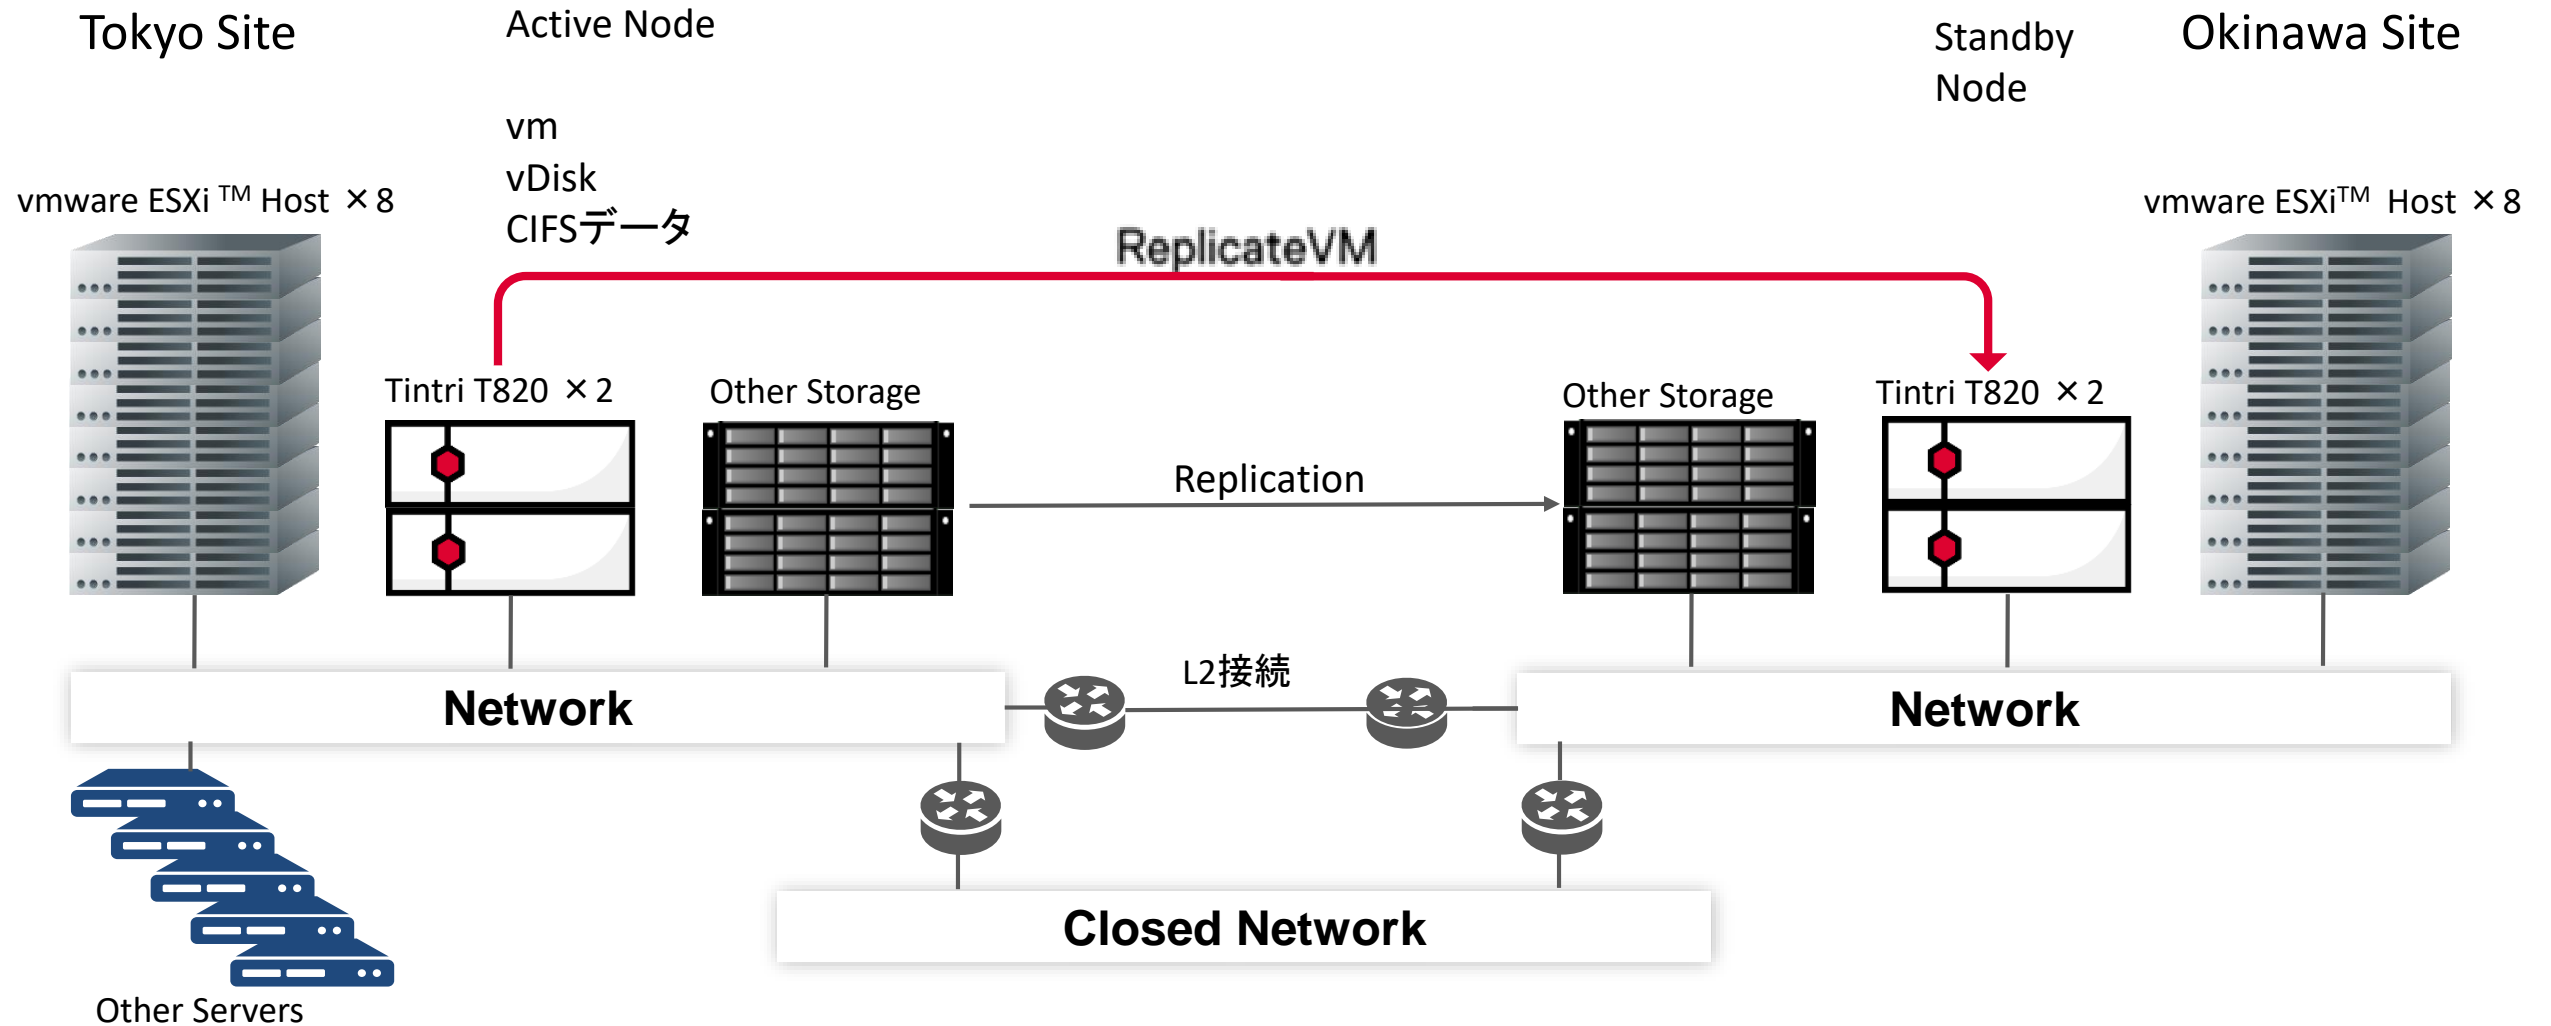 Tokyo Site
Active Node
Standby
Node
Okinawa Site
vm
vDisk
CIFSデータ
vmware ESXi TM Host ×8
vmware ESXiTM Host ×8
ReplicateVM
Tintri T820 ×2
Other Storage
Other Storage
Tintri T820 ×2
Replication
L2接続
Network
Network
Closed Network
Other Servers